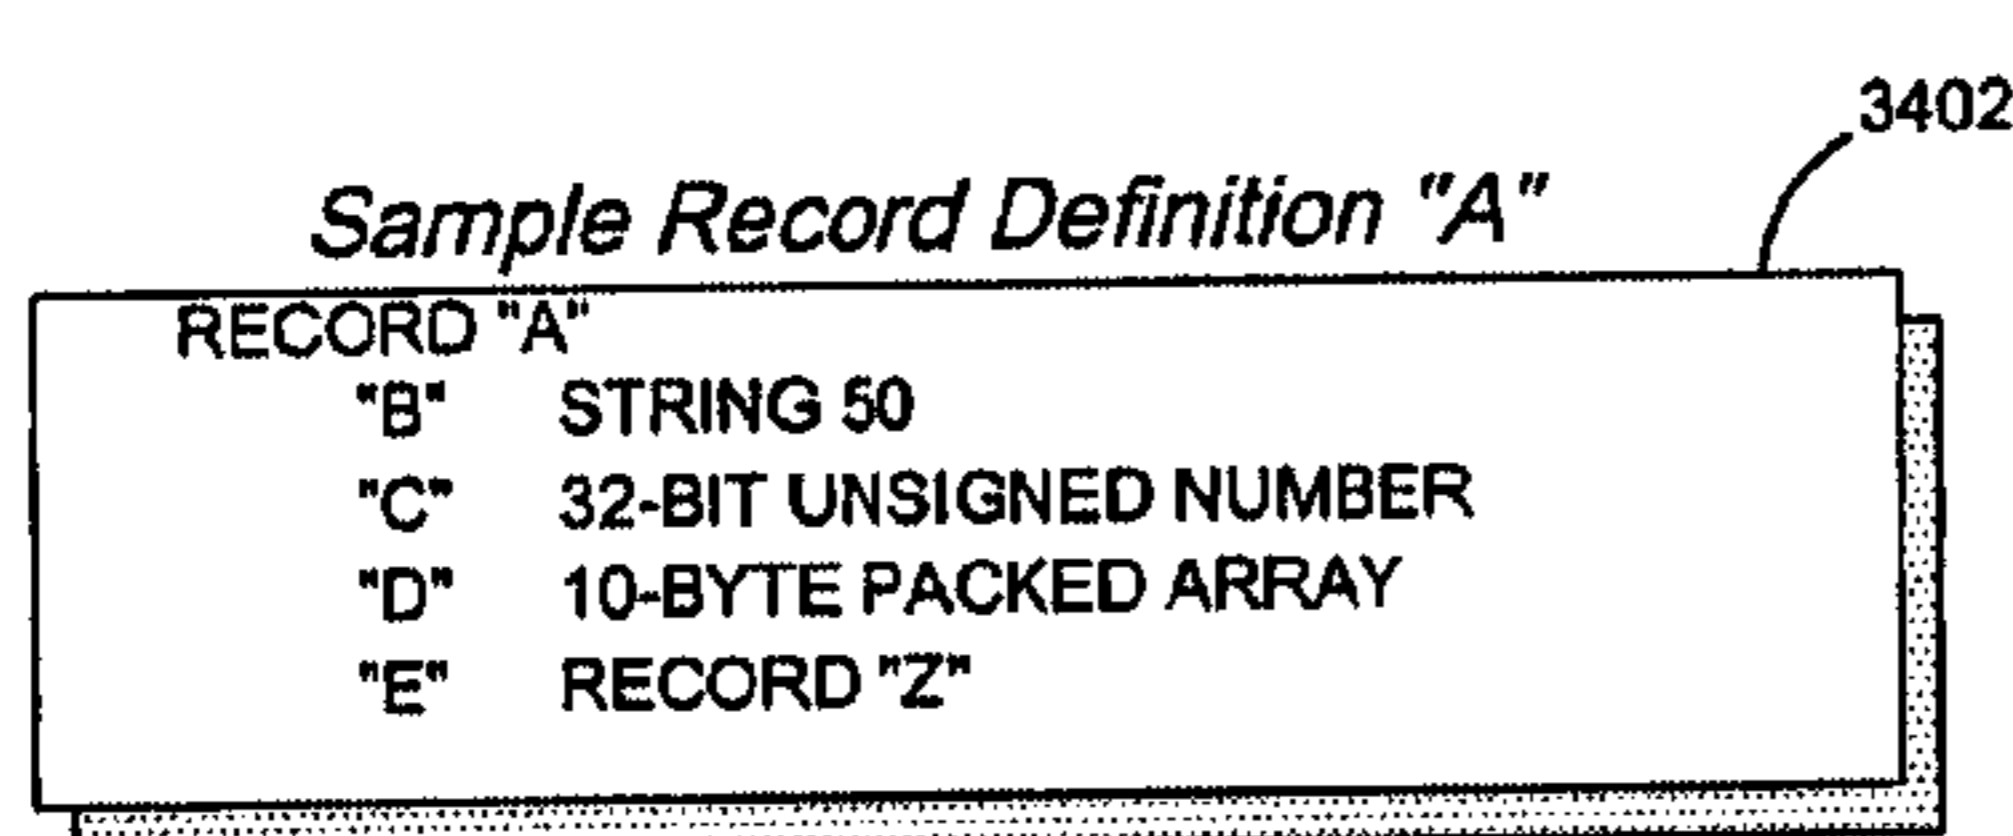 3402
Sample Record Definition "A"
RECORD "A"
"B" STRING 50
"C" 32-BIT UNSIGNED NUMBER
"D" 10-BYTE PACKED ARRAY
"E" RECORD "Z"